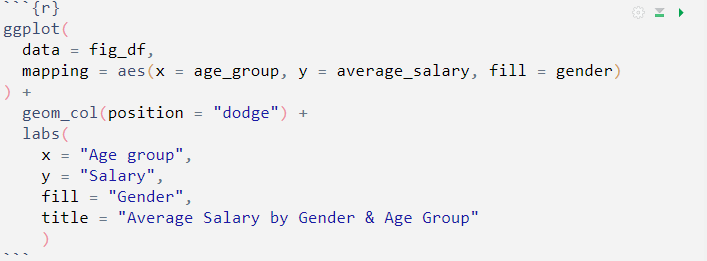 ```{r}
ggplot(
  data = fig_df,
  mapping = aes(x = age_group, y = average_salary, fill = gender)
) +
  geom_col(position = "dodge") +
  labs(
    x = "Age group",
    y = "Salary",
    fill = "Gender",
    title = "Average Salary by Gender & Age Group"
    )
```